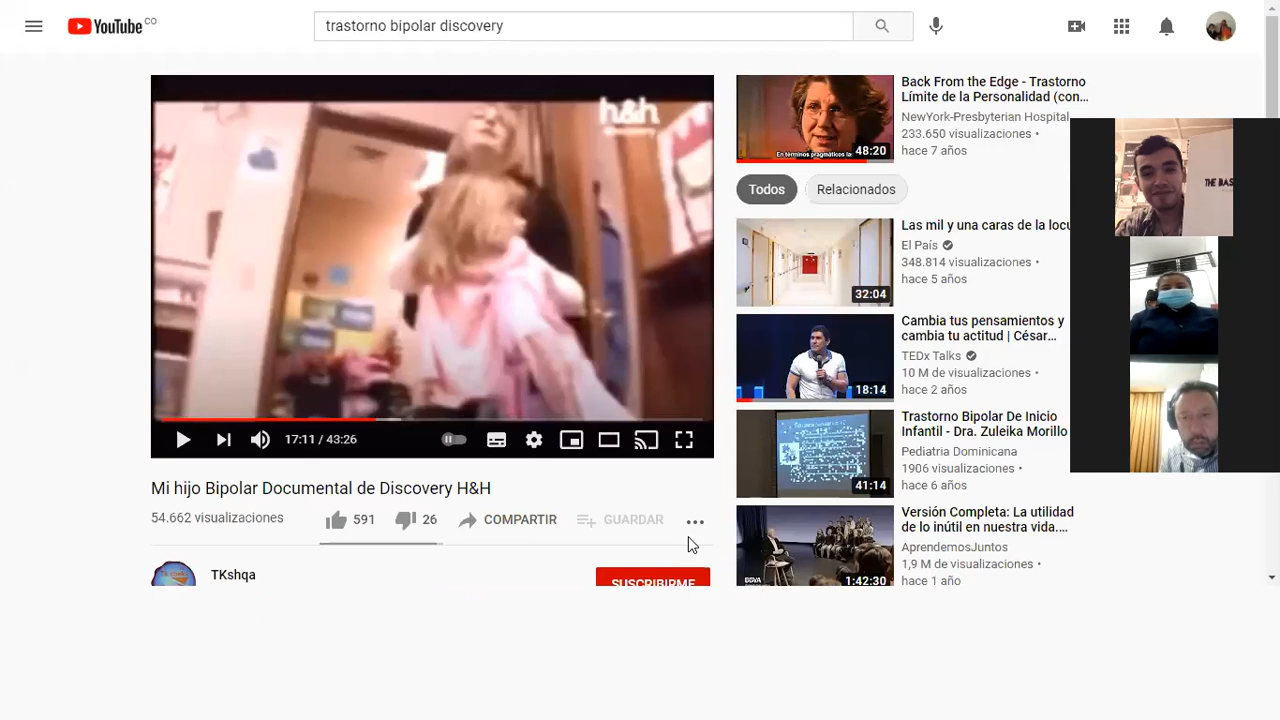 YouTube CO
trastorno bipolar discovery
h&h
17:11 / 43:26
Mi hijo Bipolar Documental de Discovery H&H
54.662 visualizaciones
591
26
COMPARTIR
GUARDAR
TKshqa
SUSCRIBIRME
En términos pragmáticos la
48:20
Back From the Edge - Trastorno
Límite de la Personalidad (con...
NewYork-Presbyterian Hospital
233.650 visualizaciones •
hace 7 años
Todos
Relacionados
32:04
Las mil y una caras de la locu
El País
348.814 visualizaciones •
hace 5 años
18:14
Cambia tus pensamientos y
cambia tu actitud | César...
TEDx Talks
10 M de visualizaciones •
hace 2 años
41:14
Trastorno Bipolar De Inicio
Infantil - Dra. Zuleika Morillo
Pediatria Dominicana
1906 visualizaciones •
hace 6 años
BBVA
1:42:30
Versión Completa: La utilidad
de lo inútil en nuestra vida....
AprendemosJuntos
1,9 M de visualizaciones •
hace 1 año
THE BAS